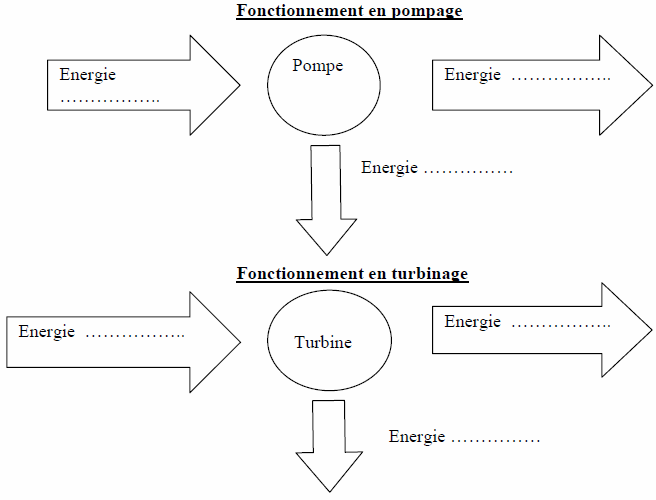 Fonctionnement en pompage
Energie
……………..
Pompe
Energie ……………..
Energie ……………
Fonctionnement en turbinage
Energie ……………..
Turbine
Energie ……………..
Energie ……………